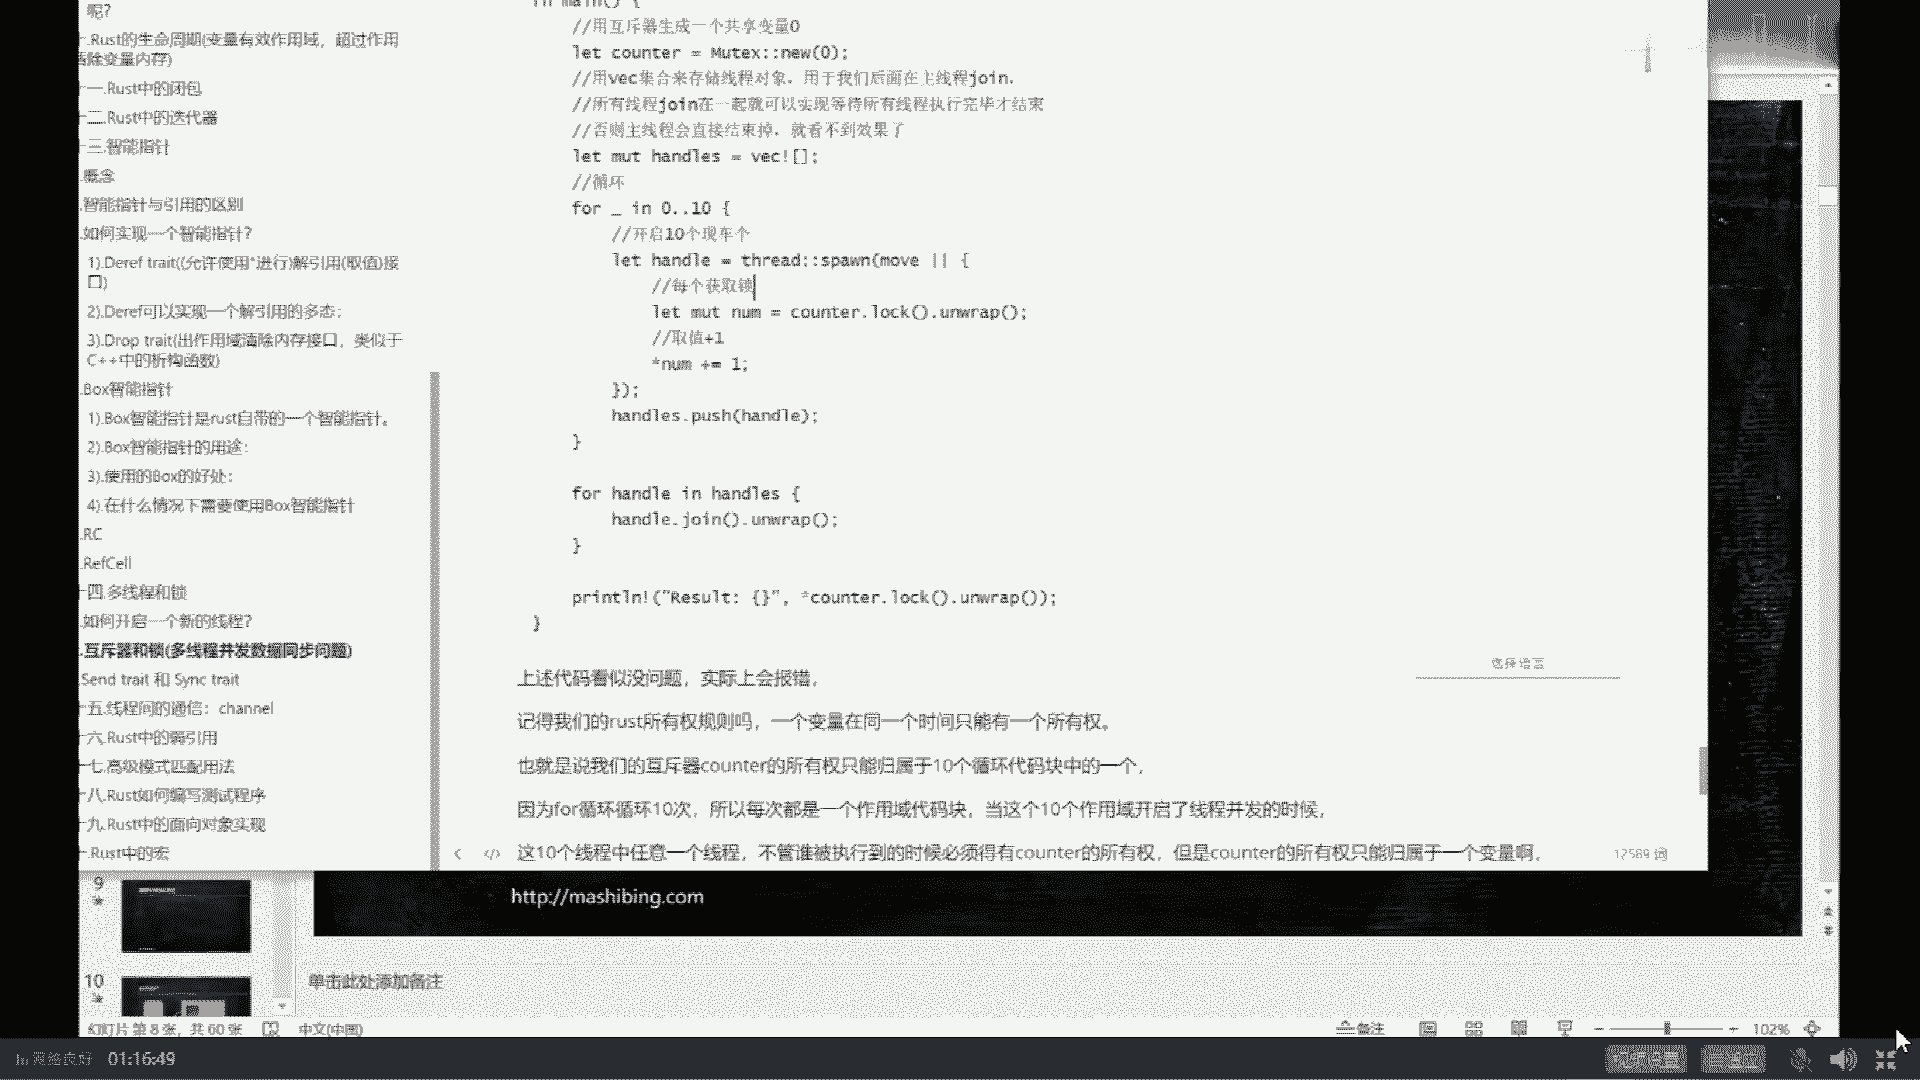 呢?
.Rust的生命周期(变量有效作用域，超过作用
清除变量内存)
一.Rust中的闭包
二.Rust中的迭代器
三.智能指针
.概念
.智能指针与引用的区别
.如何实现一个智能指针?
1).Deref trait((允许使用*进行)解引用(取值)接
口)
2).Deref可以实现一个解引用的多态;
3).Drop trait(出作用域清除内存接口，类似于
C++中的析构函数)
.Box智能指针
1).Box智能指针是rust自带的一个智能指针。
2).Box智能指针的用途:
3).使用的Box的好处:
4).在什么情况下需要使用Box智能指针
.RC
.RefCell
四.多线程和锁
.如何开启一个新的线程?
.互斥器和锁(多线程并发数据同步问题)
.Send trait 和 Sync trait
五.线程间的通信: channel
六.Rust中的弱引用
七.高级模式匹配用法
八.Rust如何编写测试程序
九.Rust中的面向对象实现
.Rust中的宏
fn main() {
//用互斥器生成一个共享变量0
let counter = Mutex::new(0);
//用vec集合来存储线程对象，用于我们后面在主线程join，
//所有线程join在一起就可以实现等待所有线程执行完毕才结束
//否则主线程会直接结束掉，就看不到效果了
let mut handles = vec![];
//循环
for _ in 0..10 {
//开启10个现车个
let handle = thread::spawn(move || {
//每个获取锁
let mut num = counter.lock().unwrap();
//取值+1
*num += 1;
});
handles.push(handle);
}
for handle in handles {
handle.join().unwrap();
}
println!("Result: {}", *counter.lock().unwrap());
}
选择语言
上述代码看似没问题，实际上会报错，
记得我们的rust所有权规则吗，一个变量在同一个时间只能有一个所有权。
也就是说我们的互斥器counter的所有权只能归属于10个循环代码块中的一个，
因为for循环循环10次，所以每次都是一个作用域代码块，当这个10个作用域开启了线程并发的时候，
这10个线程中任意一个线程，不管谁被执行到的时候必须得有counter的所有权，但是counter的所有权只能归属于一个变量啊，
12589 词
http://mashibing.com
9
10
单击此处添加备注
幻灯片 第 8 张，共 60 张
中文(中国)
备注
102%
网络良好
01:16:49